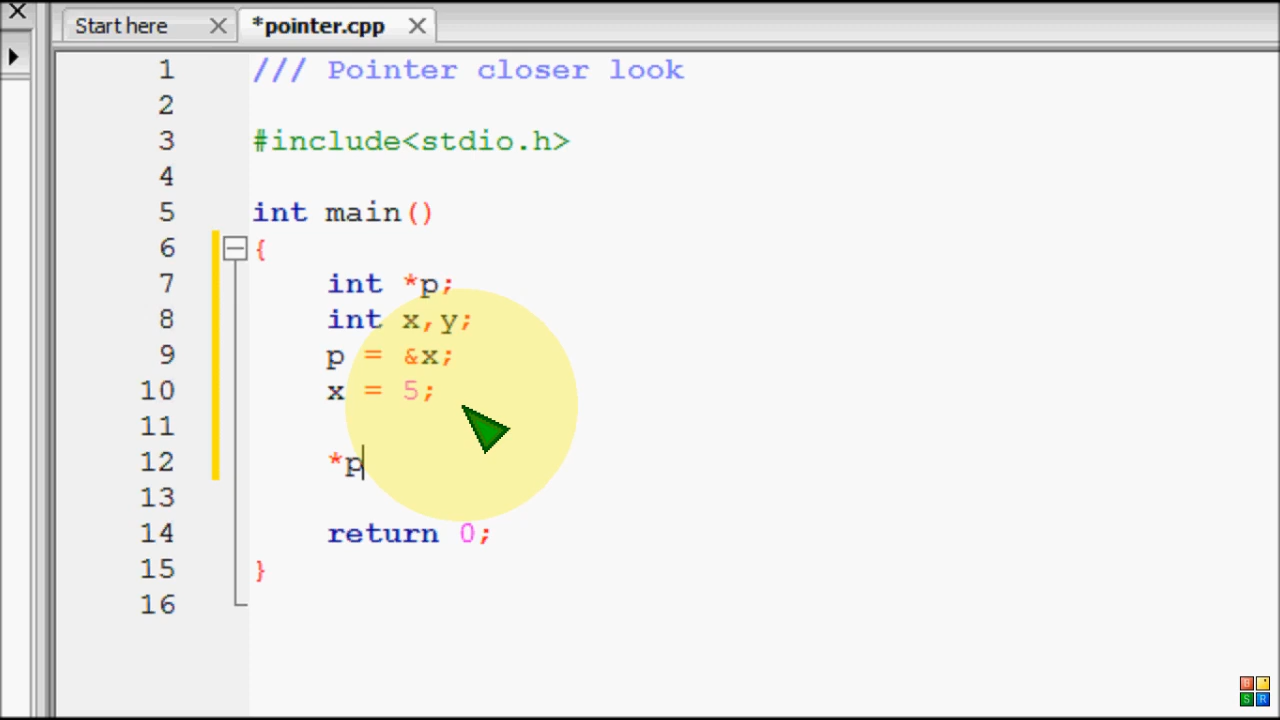 Start here
*pointer.cpp
1 /// Pointer closer look
2
3 #include<stdio.h>
4
5 int main()
6 {
7 int *p;
8 int x,y;
9 p = &x;
10 x = 5;
11
12 *p
13
14 return 0;
15 }
16